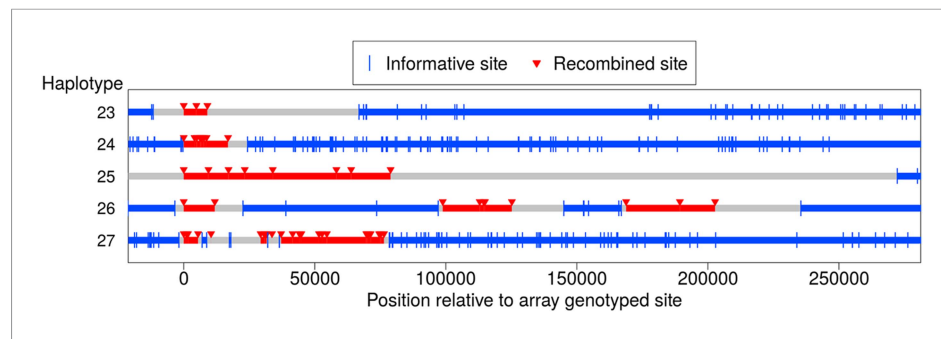 Informative site
Recombined site
Haplotype
23
24
25
26
27
0 50000 100000 150000 200000 250000
Position relative to array genotyped site